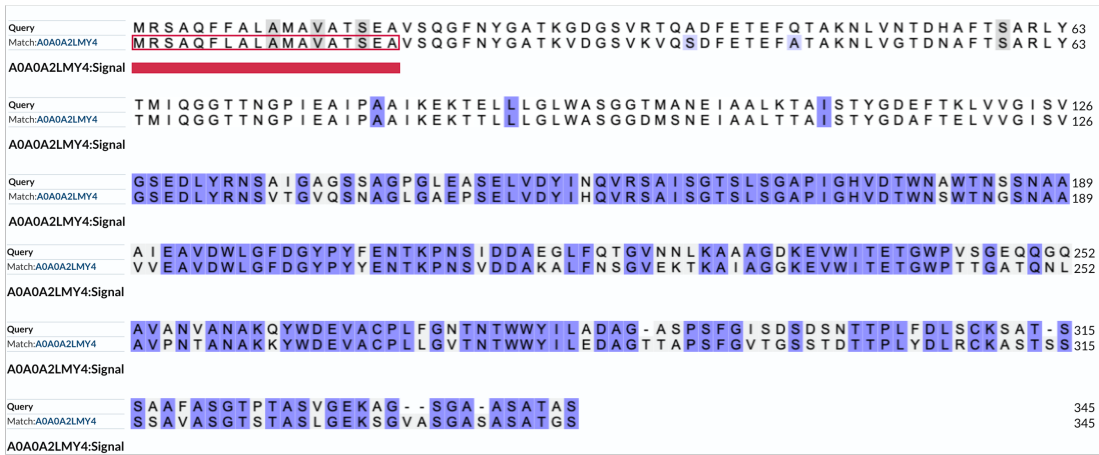 Query M R S A Q F F A L A M A V A T S E A V S Q G F N Y G A T K G D G S V R T Q A D F E T E F Q T A K N L V N T D H A F T S A R L Y 63
Match:A0A0A2LMY4 M R S A Q F L A L A M A V A T S E A V S Q G F N Y G A T K V D G S V K V Q S D F E T E F A T A K N L V G T D N A F T S A R L Y 63
A0A0A2LMY4:Signal
Query T M I Q G G T T N G P I E A I P A A I K E K T E L L L G L W A S G G T M A N E I A A L K T A I S T Y G D E F T K L V V G I S V 126
Match:A0A0A2LMY4 T M I Q G G T T N G P I E A I P A A I K E K T T L L L G L W A S G G D M S N E I A A L T T A I S T Y G D A F T E L V V G I S V 126
A0A0A2LMY4:Signal
Query G S E D L Y R N S A I G A G S S A G P G L E A S E L V D Y I N Q V R S A I S G T S L S G A P I G H V D T W N A W T N S S N A A 189
Match:A0A0A2LMY4 G S E D L Y R N S V T G V Q S N A G L G A E P S E L V D Y I H Q V R S A I S G T S L S G A P I G H V D T W N S W T N G S N A A 189
A0A0A2LMY4:Signal
Query A I E A V D W L G F D G Y P Y F E N T K P N S I D D A E G L F Q T G V N N L K A A A G D K E V W I T E T G W P V S G E Q Q G Q 252
Match:A0A0A2LMY4 V V E A V D W L G F D G Y P Y Y E N T K P N S V D D A K A L F N S G V E K T K A I A G G K E V W I T E T G W P T T G A T Q N L 252
A0A0A2LMY4:Signal
Query A V A N V A N A K Q Y W D E V A C P L F G N T N T W W Y I L A D A G - A S P S F G I S D S D S N T T P L F D L S C K S A T - S 315
Match:A0A0A2LMY4 A V P N T A N A K K Y W D E V A C P L L G V T N T W W Y I L E D A G T T A P S F G V T G S S T D T T P L Y D L R C K A S T S S 315
A0A0A2LMY4:Signal
Query S A A F A S G T P T A S V G E K A G - - S G A - A S A T A S 345
Match:A0A0A2LMY4 S S A V A S G T S T A S L G E K S G V A S G A S A S A T G S 345
A0A0A2LMY4:Signal